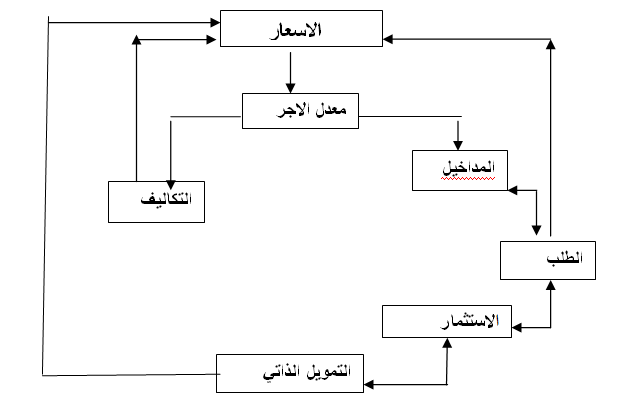 الاسعار
معدل الاجر
المداخيل
التكاليف
الطلب
الاستثمار
التمويل الذاتي